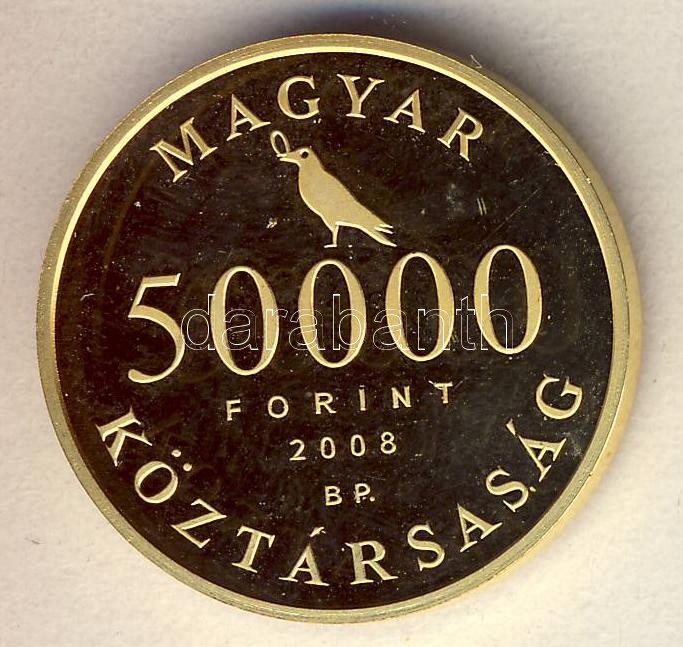 MAGYAR
50000
darabanth
FORINT
2008
BP.
KÖZTÁRSASÁG